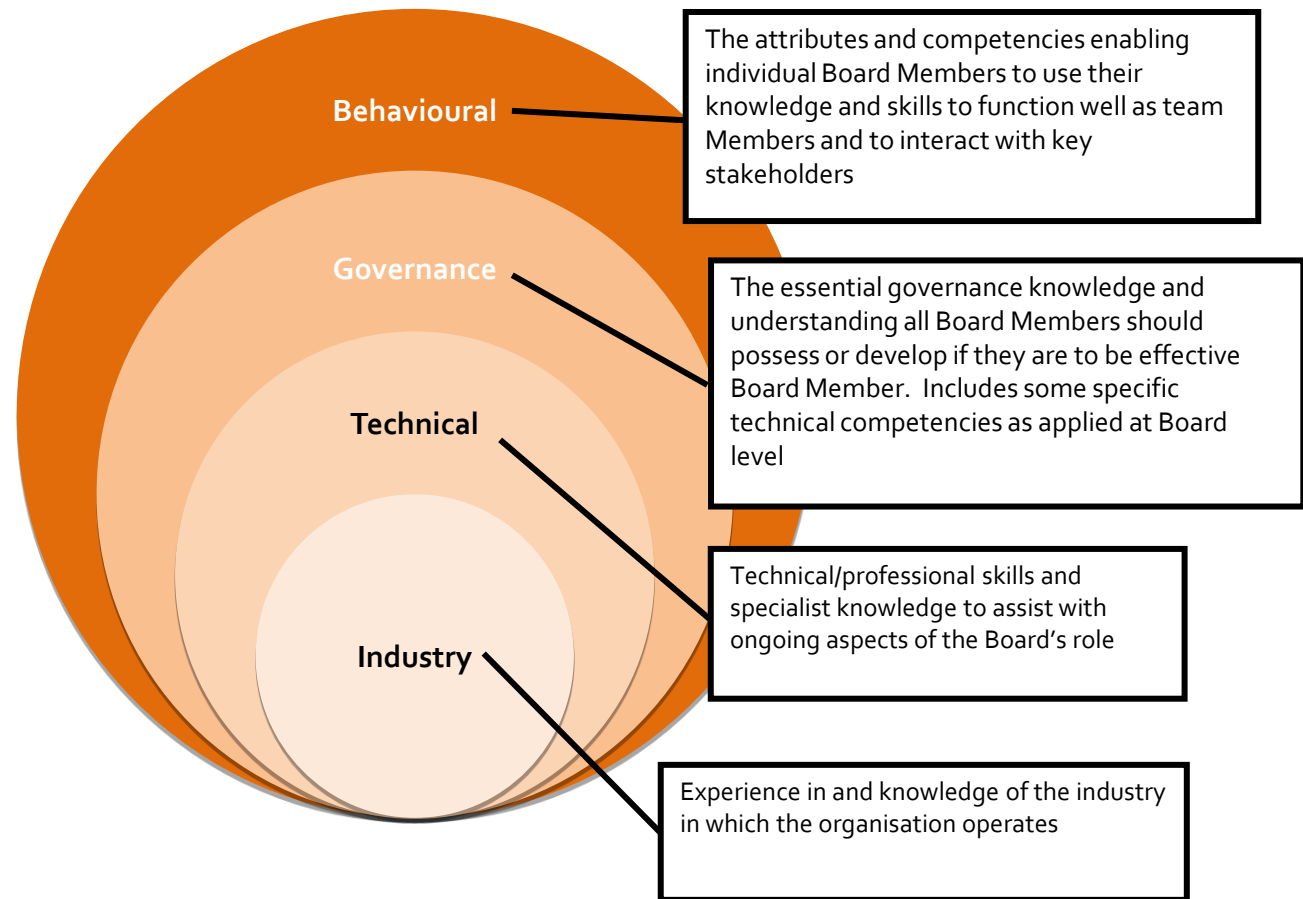 Behavioural
The attributes and competencies enabling
individual Board Members to use their
knowledge and skills to function well as team
Members and to interact with key
stakeholders
Governance
The essential governance knowledge and
understanding all Board Members should
possess or develop if they are to be effective
Board Member.  Includes some specific
technical competencies as applied at Board
level
Technical
Technical/professional skills and
specialist knowledge to assist with
ongoing aspects of the Board's role
Industry
Experience in and knowledge of the industry
in which the organisation operates